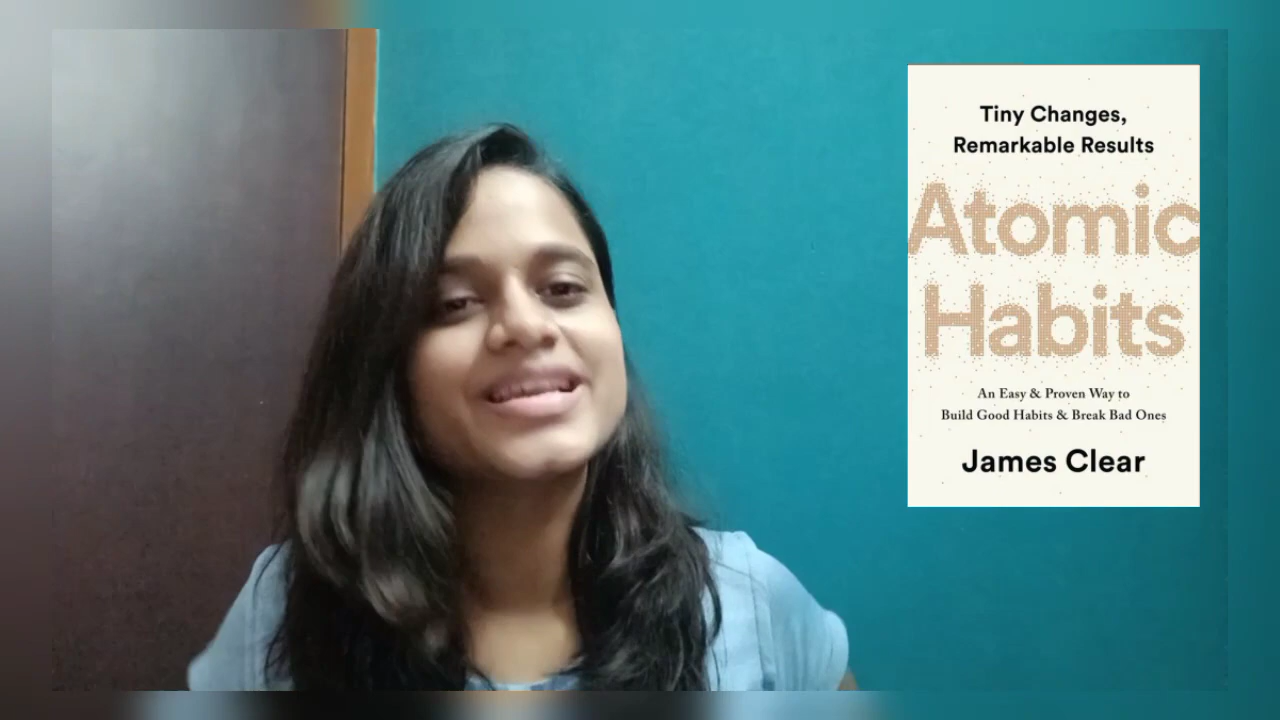 Tiny Changes,
Remarkable Results
Atomic
Habits
An Easy & Proven Way to
Build Good Habits & Break Bad Ones
James Clear